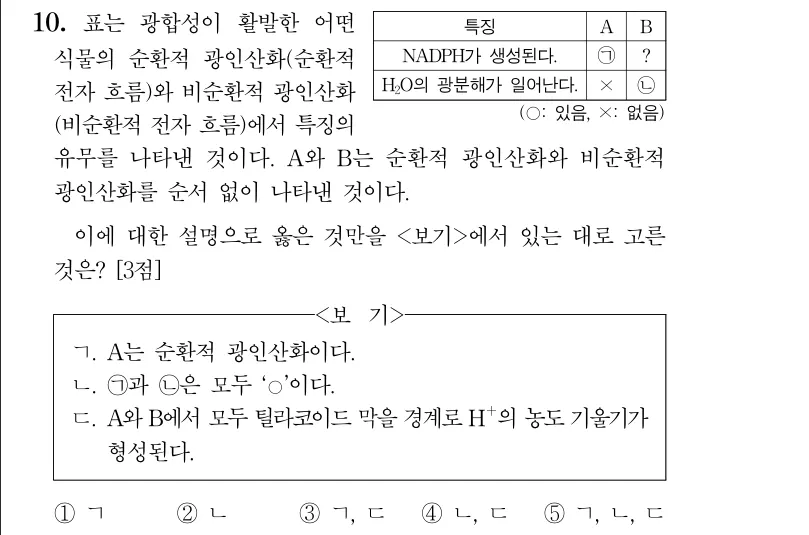 10. 표는 광합성이 활발한 어떤
식물의 순환적 광인산화(순환적
전자 흐름)와 비순환적 광인산화
(비순환적 전자 흐름)에서 특징의
유무를 나타낸 것이다. A와 B는 순환적 광인산화와 비순환적
광인산화를 순서 없이 나타낸 것이다.
특징 A B
NADPH가 생성된다. ㉠ ?
H₂O의 광분해가 일어난다. × ㉡
(○: 있음, ×: 없음)
이에 대한 설명으로 옳은 것만을 <보기>에서 있는 대로 고른
것은? [3점]
<보 기>
ㄱ. A는 순환적 광인산화이다.
ㄴ. ㉠과 ㉡은 모두 ‘○’이다.
ㄷ. A와 B에서 모두 틸라코이드 막을 경계로 H⁺의 농도 기울기가
형성된다.
① ㄱ ② ㄴ ③ ㄱ, ㄷ ④ ㄴ, ㄷ ⑤ ㄱ, ㄴ, ㄷ